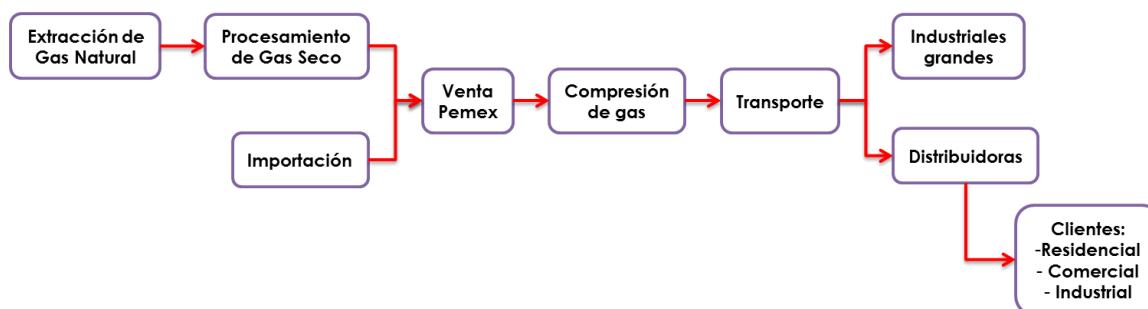 Extracción de
Gas Natural
Procesamiento
de Gas Seco
Importación
Venta
Pemex
Compresión
de gas
Transporte
Industriales
grandes
Distribuidoras
Clientes:
-Residencial
- Comercial
- Industrial